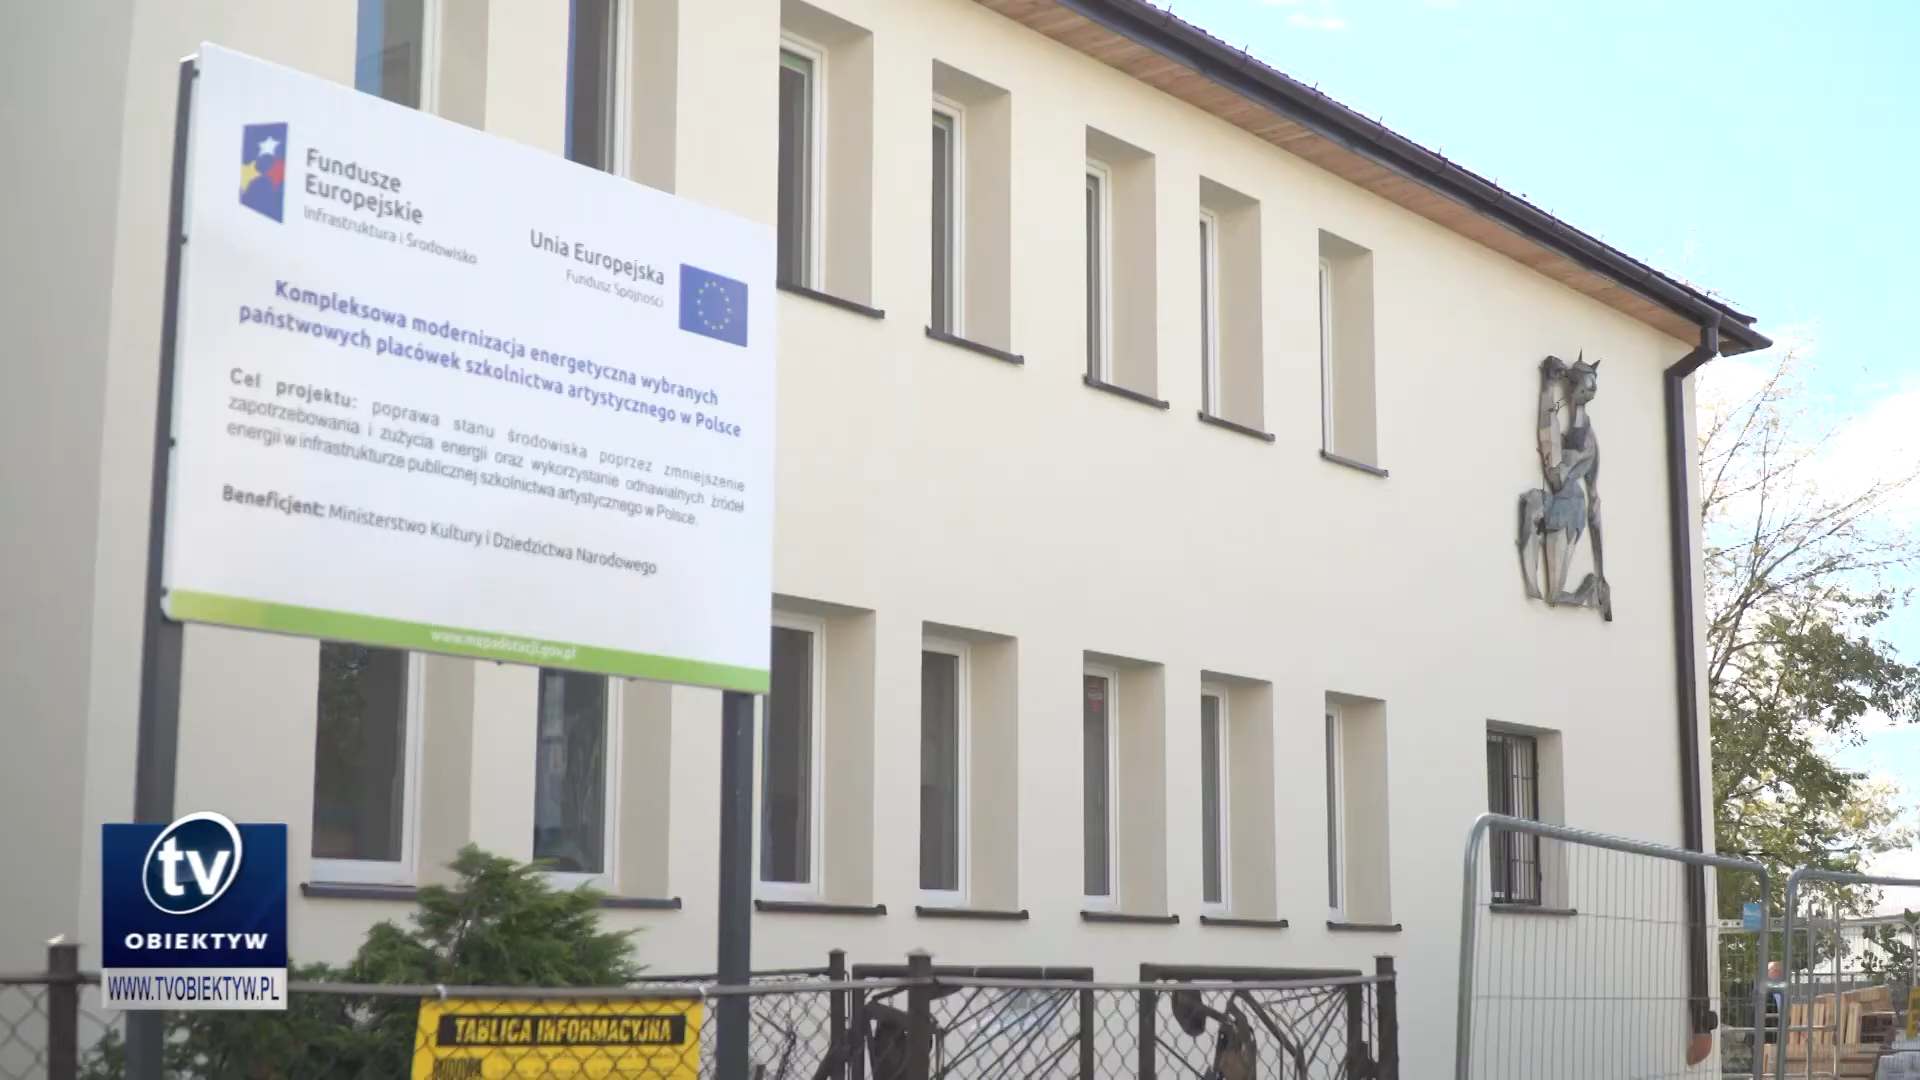 Fundusze
Europejskie
Infrastruktura i Środowisko
Unia Europejska
Fundusz Spójności
Kompleksowa modernizacja energetyczna wybranych
państwowych placówek szkolnictwa artystycznego w Polsce
Cel projektu: poprawa stanu środowiska poprzez zmniejszenie
zapotrzebowania i zużycia energii oraz wykorzystanie odnawialnych źródeł
energii w infrastrukturze publicznej szkolnictwa artystycznego w Polsce.
Beneficjent: Ministerstwo Kultury i Dziedzictwa Narodowego
www.mapadotacji.gov.pl
tv
OBIEKTYW
WWW.TVOBIEKTYW.PL
TABLICA INFORMACYJNA
BUDOWA